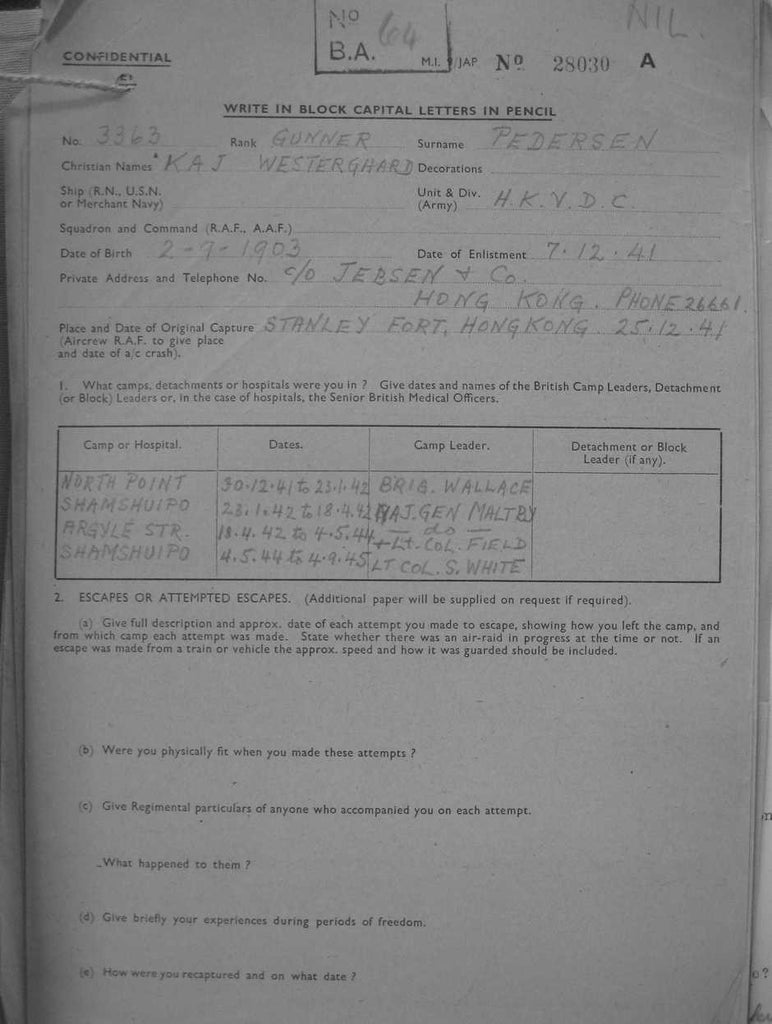 No 64 NIL.
CONFIDENTIAL B.A. M.I. /JAP No 28030 A
WRITE IN BLOCK CAPITAL LETTERS IN PENCIL
No. 3363 Rank GUNNER Surname PEDERSEN
Christian Names KAJ WESTERGHARD Decorations
Ship (R.N., U.S.N. or Merchant Navy) Unit & Div. (Army) H.K.V.D.C.
Squadron and Command (R.A.F., A.A.F.)
Date of Birth 2-9-1903 Date of Enlistment 7.12.41
Private Address and Telephone No. c/o JEBSEN + Co.
HONG KONG. PHONE 26661
Place and Date of Original Capture STANLEY FORT, HONGKONG. 25.12.41
(Aircrew R.A.F. to give place
and date of a/c crash).
1. What camps, detachments or hospitals were you in ? Give dates and names of the British Camp Leaders, Detachment
(or Block) Leaders or, in the case of hospitals, the Senior British Medical Officers.
Camp or Hospital. Dates. Camp Leader. Detachment or Block Leader (if any).
NORTH POINT 30.12.41 to 23.1.42 BRIG. WALLACE
SHAMSHUIPO 23.1.42 to 18.4.42 MAJ.GEN MALTBY
ARGYLE STR. 18.4.42 to 4.5.44 — do — + Lt. COL. FIELD
SHAMSHUIPO 4.5.44 to 4.9.45 LT COL. S. WHITE
2. ESCAPES OR ATTEMPTED ESCAPES. (Additional paper will be supplied on request if required).
(a) Give full description and approx. date of each attempt you made to escape, showing how you left the camp, and
from which camp each attempt was made. State whether there was an air-raid in progress at the time or not. If an
escape was made from a train or vehicle the approx. speed and how it was guarded should be included.
(b) Were you physically fit when you made these attempts ?
(c) Give Regimental particulars of anyone who accompanied you on each attempt.
What happened to them ?
(d) Give briefly your experiences during periods of freedom.
(e) How were you recaptured and on what date ?